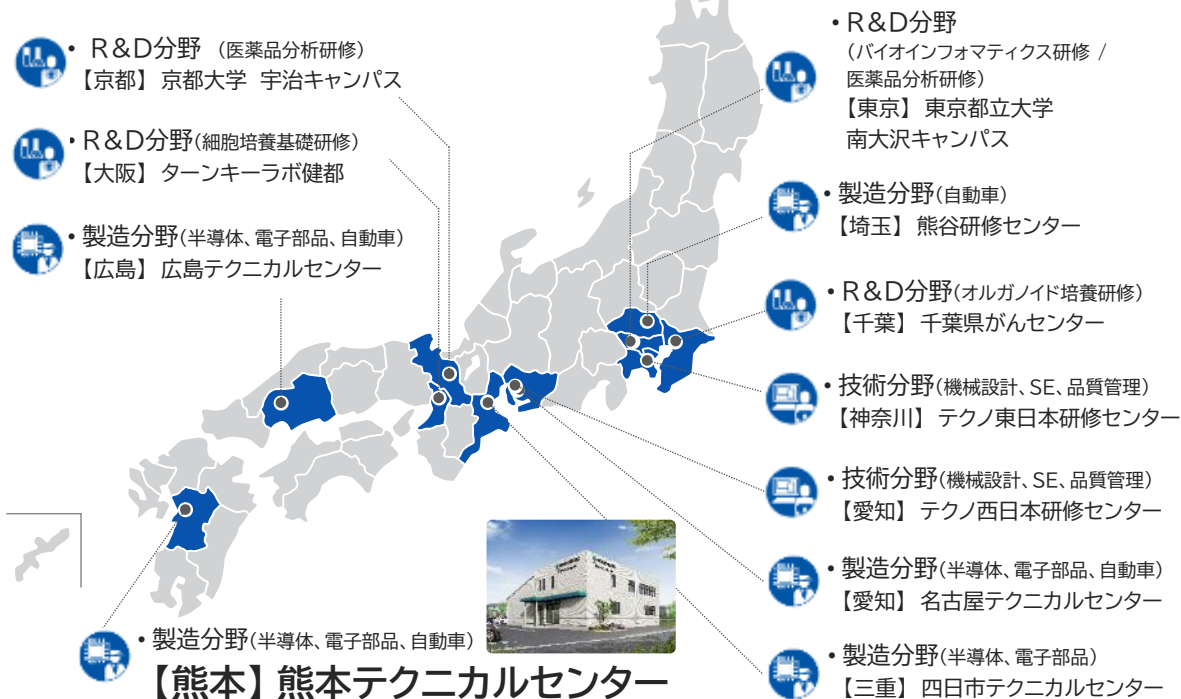 • R&D分野 （医薬品分析研修）
【京都】 京都大学 宇治キャンパス
• R&D分野(細胞培養基礎研修)
【大阪】 ターンキーラボ健都
• 製造分野(半導体、電子部品、自動車)
【広島】 広島テクニカルセンター
• 製造分野(半導体、電子部品、自動車)
【熊本】 熊本テクニカルセンター
• R&D分野
(バイオインフォマティクス研修 /
医薬品分析研修)
【東京】 東京都立大学
南大沢キャンパス
• 製造分野(自動車)
【埼玉】 熊谷研修センター
• R&D分野(オルガノイド培養研修)
【千葉】 千葉県がんセンター
• 技術分野(機械設計、SE、品質管理)
【神奈川】 テクノ東日本研修センター
• 技術分野(機械設計、SE、品質管理)
【愛知】 テクノ西日本研修センター
• 製造分野(半導体、電子部品、自動車)
【愛知】 名古屋テクニカルセンター
• 製造分野(半導体、電子部品)
【三重】 四日市テクニカルセンター